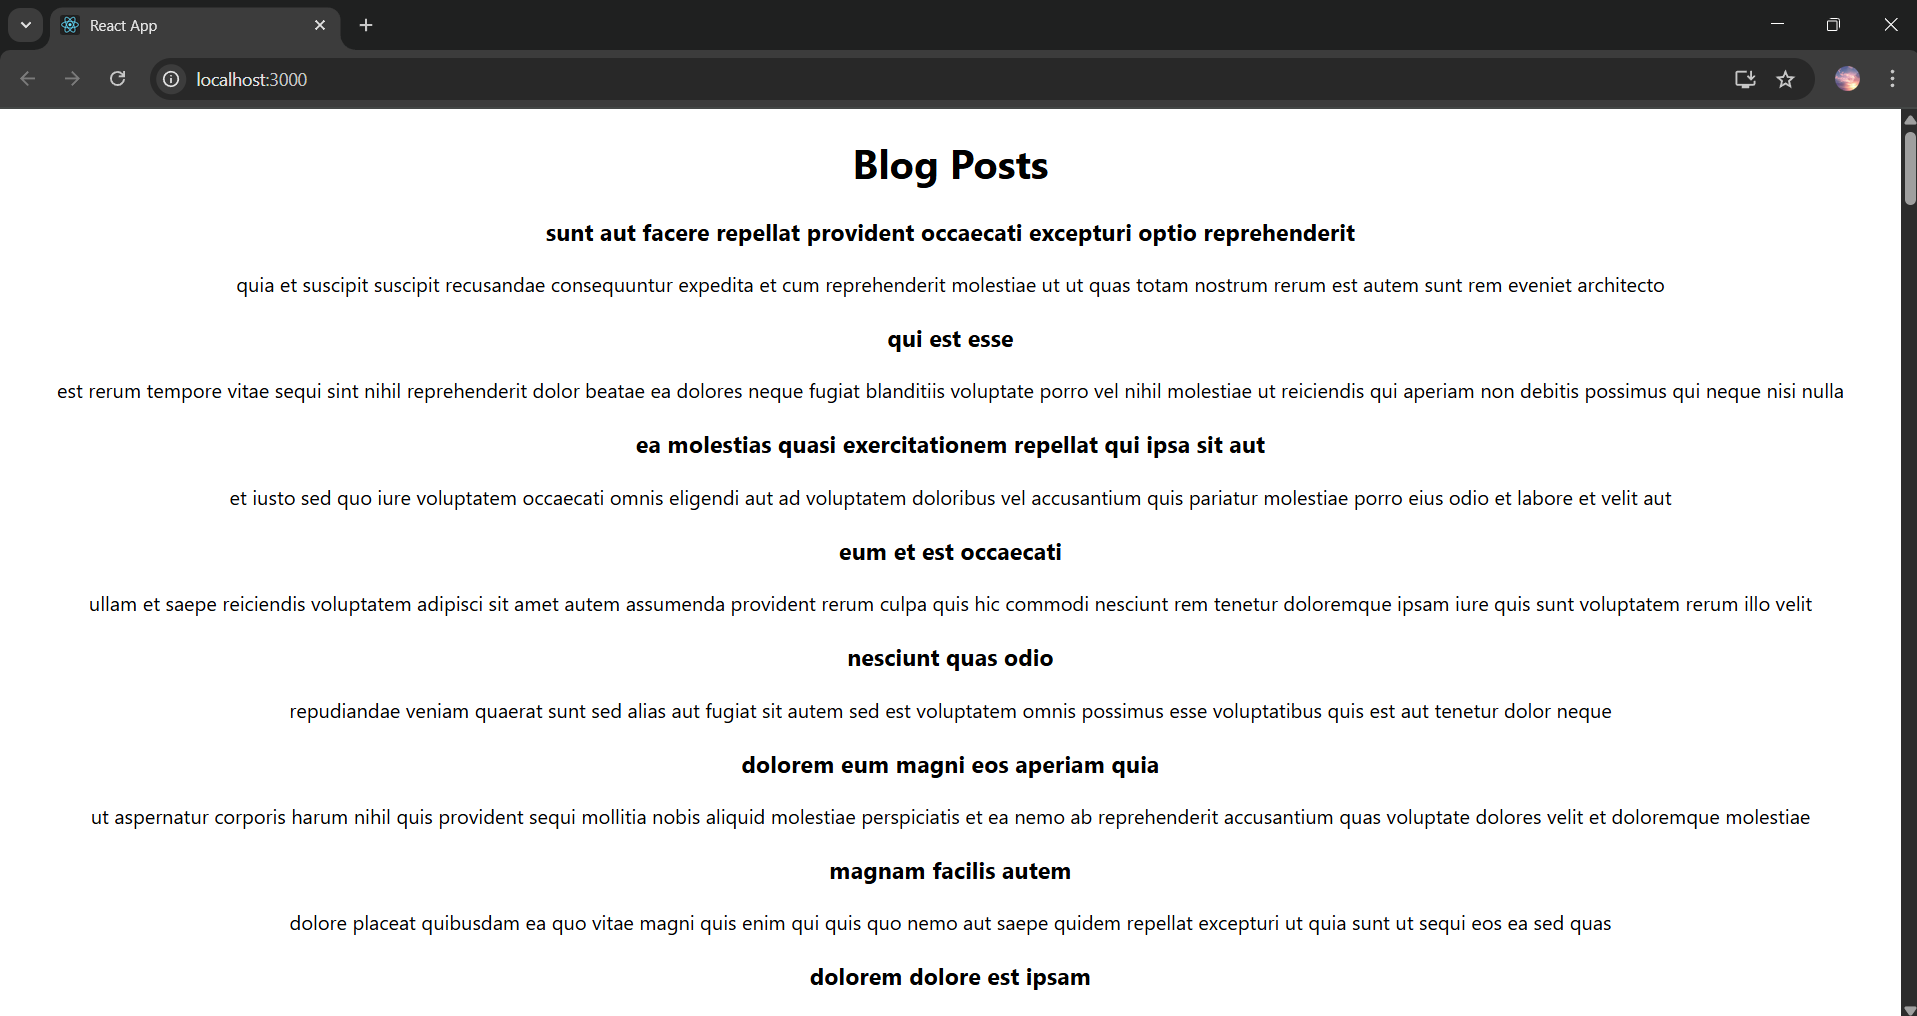 React App
localhost:3000
Blog Posts
sunt aut facere repellat provident occaecati excepturi optio reprehenderit
quia et suscipit suscipit recusandae consequuntur expedita et cum reprehenderit molestiae ut ut quas totam nostrum rerum est autem sunt rem eveniet architecto
qui est esse
est rerum tempore vitae sequi sint nihil reprehenderit dolor beatae ea dolores neque fugiat blanditiis voluptate porro vel nihil molestiae ut reiciendis qui aperiam non debitis possimus qui neque nisi nulla
ea molestias quasi exercitationem repellat qui ipsa sit aut
et iusto sed quo iure voluptatem occaecati omnis eligendi aut ad voluptatem doloribus vel accusantium quis pariatur molestiae porro eius odio et labore et velit aut
eum et est occaecati
ullam et saepe reiciendis voluptatem adipisci sit amet autem assumenda provident rerum culpa quis hic commodi nesciunt rem tenetur doloremque ipsam iure quis sunt voluptatem rerum illo velit
nesciunt quas odio
repudiandae veniam quaerat sunt sed alias aut fugiat sit autem sed est voluptatem omnis possimus esse voluptatibus quis est aut tenetur dolor neque
dolorem eum magni eos aperiam quia
ut aspernatur corporis harum nihil quis provident sequi mollitia nobis aliquid molestiae perspiciatis et ea nemo ab reprehenderit accusantium quas voluptate dolores velit et doloremque molestiae
magnam facilis autem
dolore placeat quibusdam ea quo vitae magni quis enim qui quis quo nemo aut saepe quidem repellat excepturi ut quia sunt ut sequi eos ea sed quas
dolorem dolore est ipsam